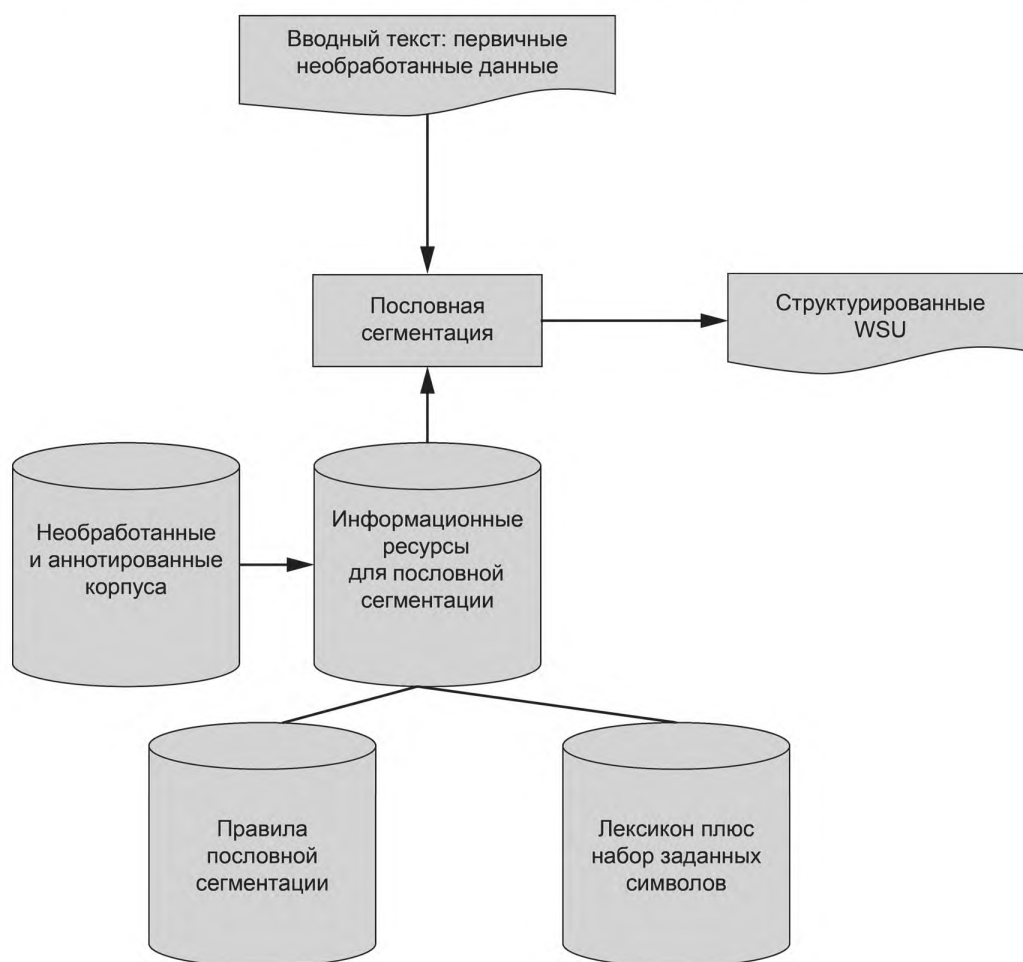 Вводный текст: первичные
необработанные данные
Пословная
сегментация
Структурированные
WSU
Необработанные
и аннотированные
корпуса
Информационные
ресурсы
для пословной
сегментации
Правила
пословной
сегментации
Лексикон плюс
набор заданных
символов